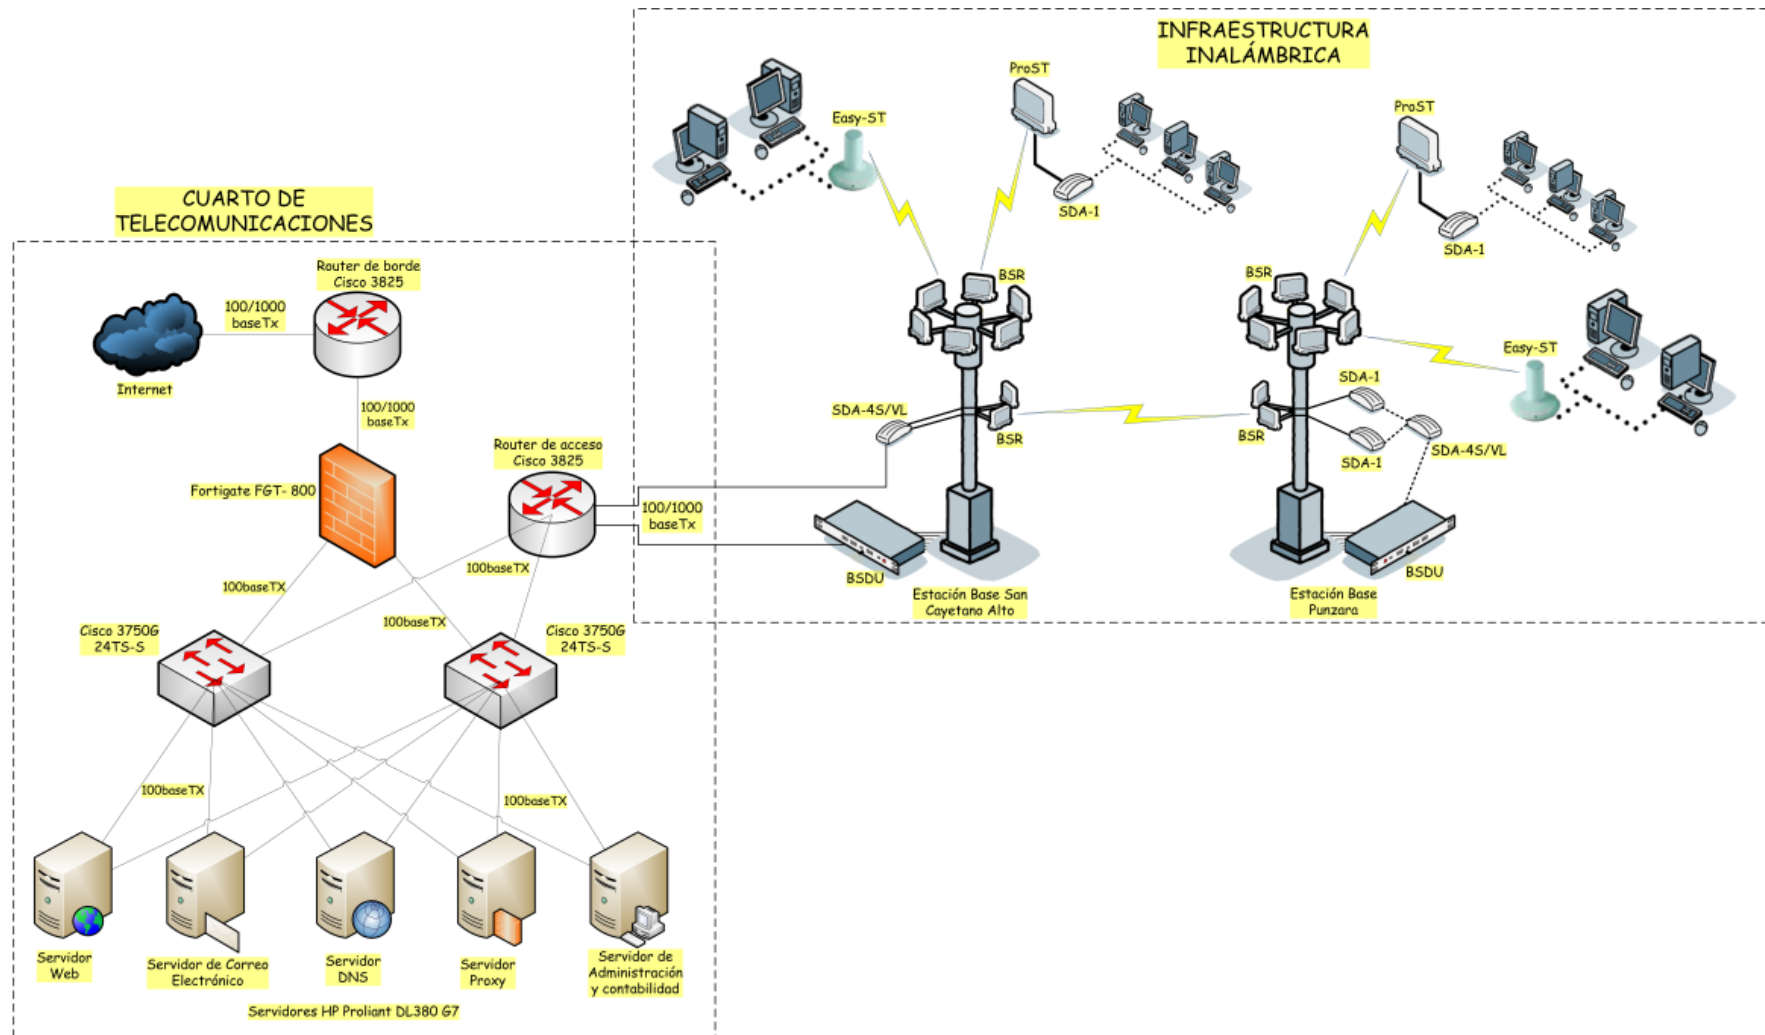 INFRAESTRUCTURA
INALÁMBRICA
ProST
Easy-ST
SDA-1
ProST
SDA-1
BSR
BSR
Easy-ST
SDA-4S/VL
BSR
BSR
SDA-1
SDA-1
SDA-4S/VL
BSDU
Estación Base San
Cayetano Alto
BSDU
Estación Base
Punzara
CUARTO DE
TELECOMUNICACIONES
Router de borde
Cisco 3825
100/1000
baseTx
Internet
100/1000
baseTx
Fortigate FGT- 800
Router de acceso
Cisco 3825
100/1000
baseTx
100baseTX
100baseTX
100baseTX
Cisco 3750G
24TS-S
Cisco 3750G
24TS-S
100baseTX
100baseTX
Servidor
Web
Servidor de Correo
Electrónico
Servidor
DNS
Servidor
Proxy
Servidor de
Administración
y contabilidad
Servidores HP Proliant DL380 G7